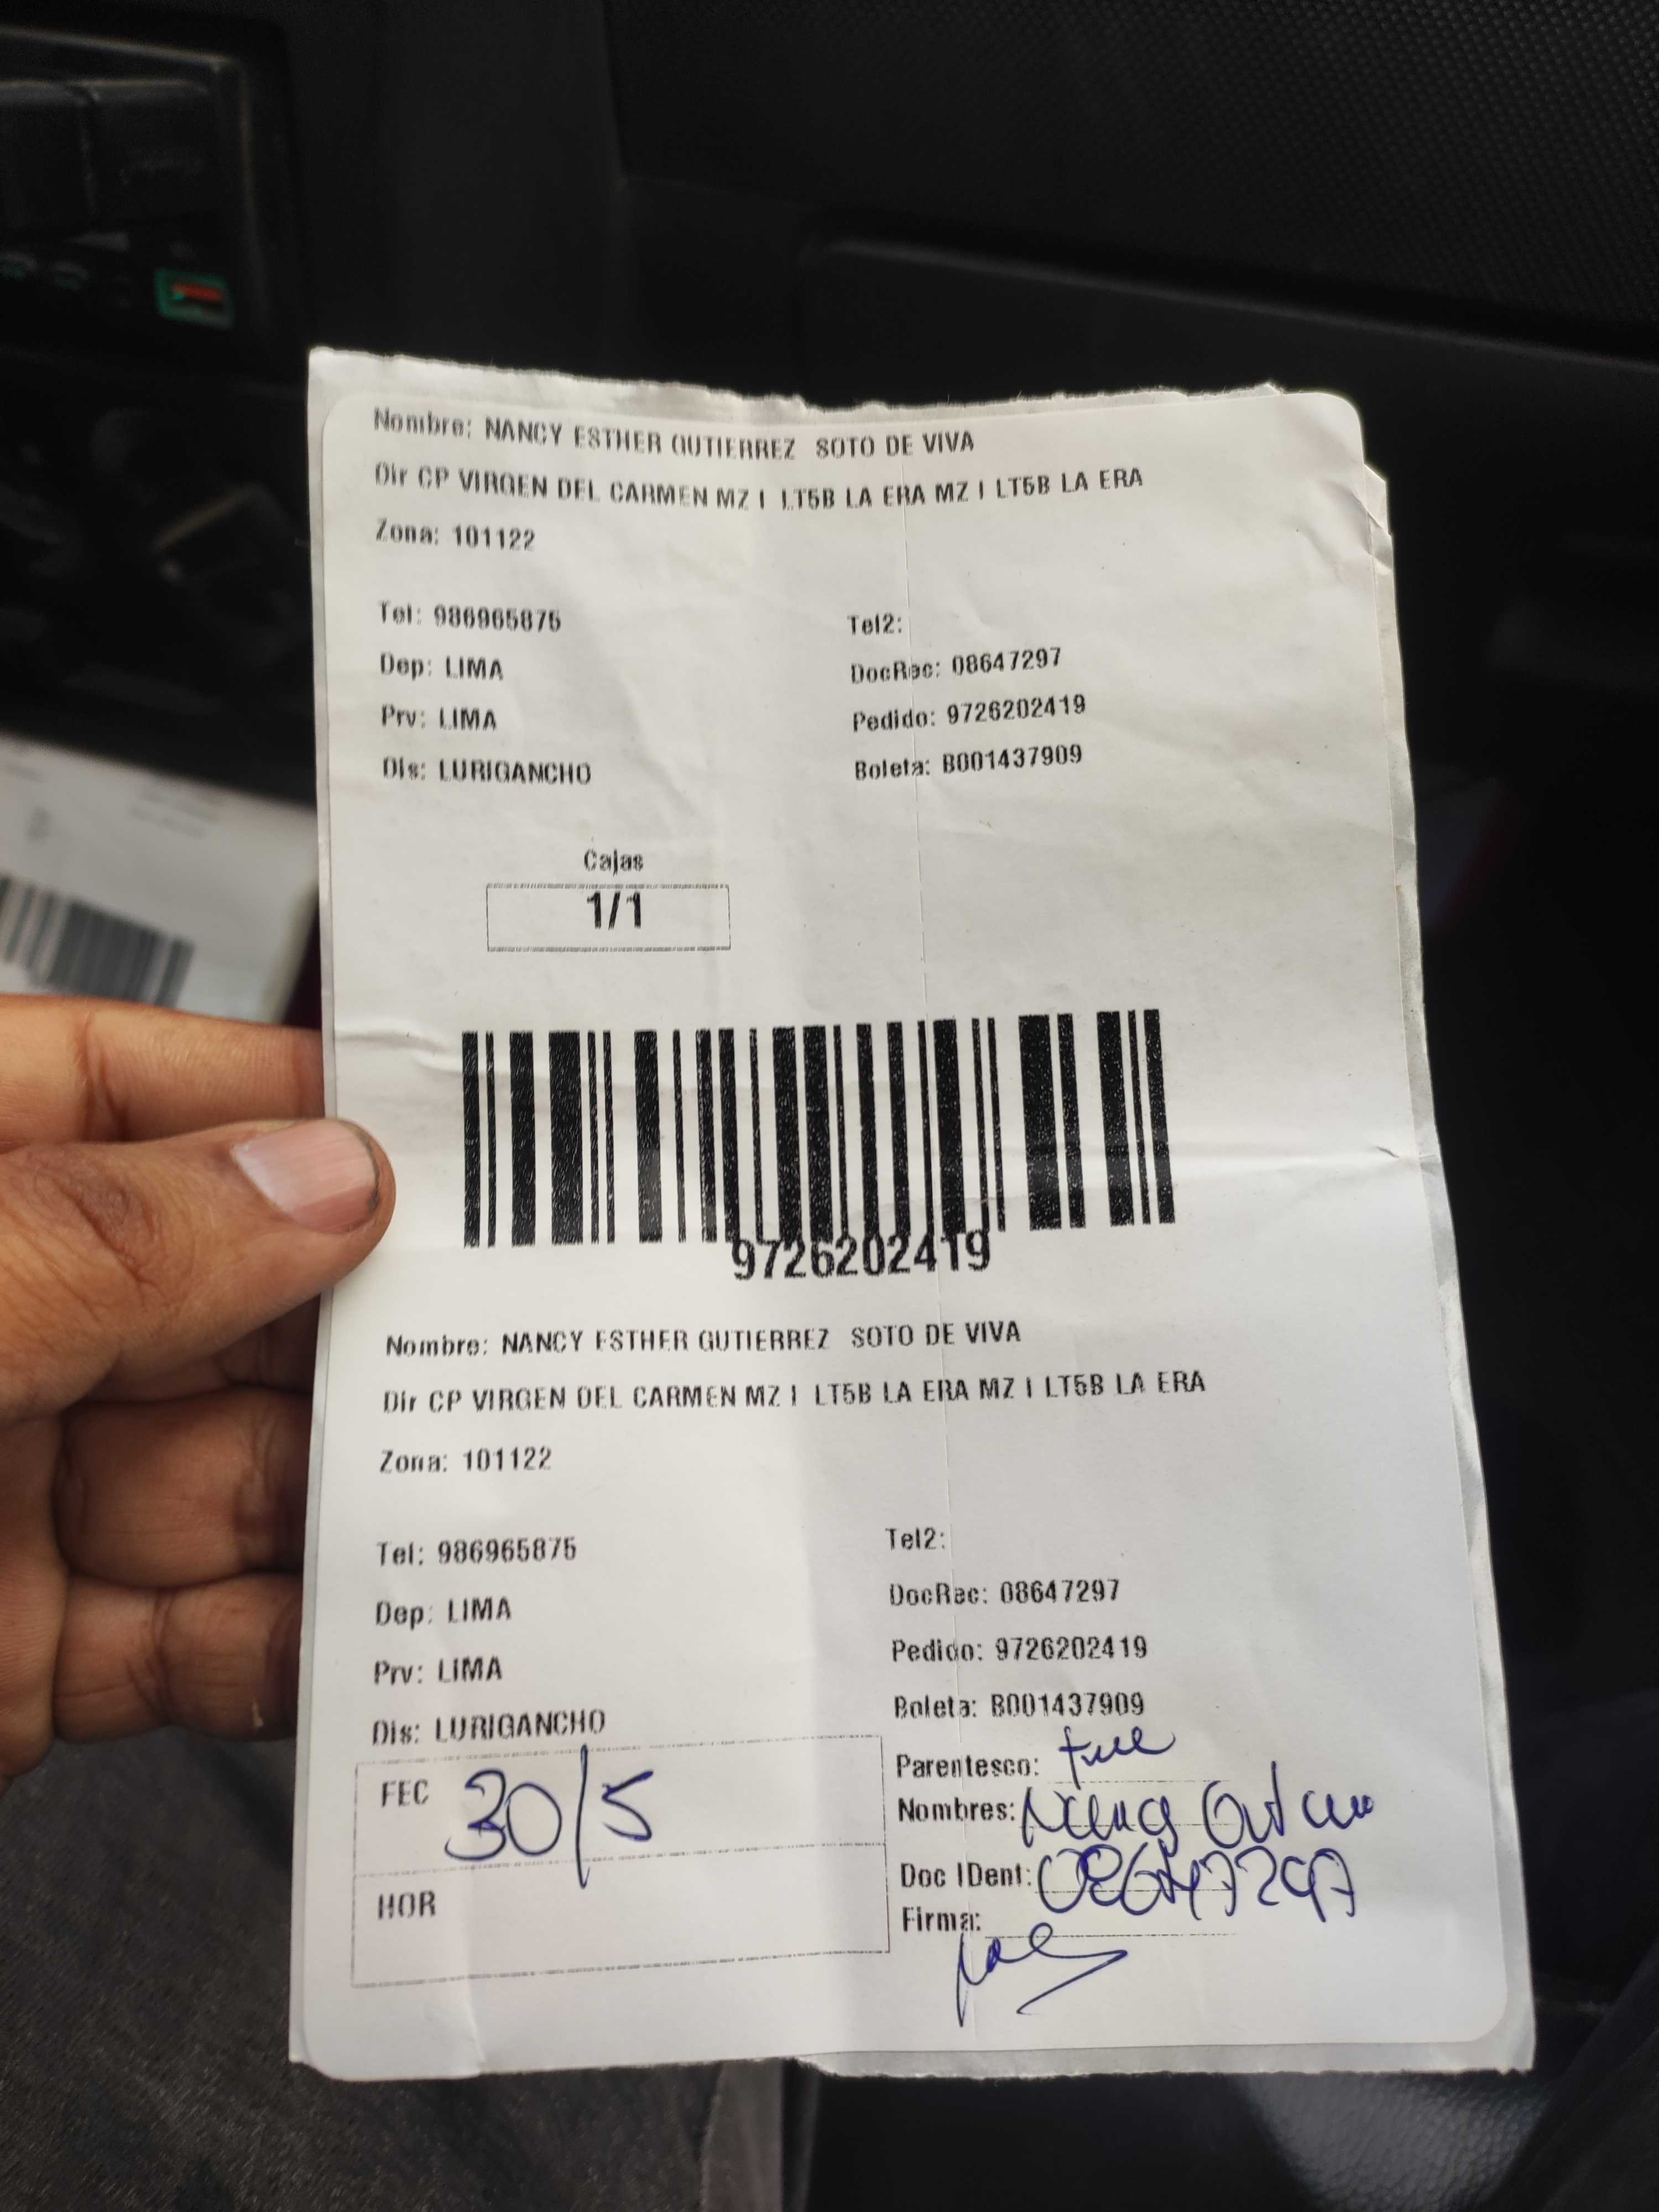 Nombre: NANCY ESTHER GUTIERREZ SOTO DE VIVA
Dir CP VIRGEN DEL CARMEN MZ I LT5B LA ERA MZ I LT5B LA ERA
Zona: 101122
Tel: 986965875 Tel2:
Dep: LIMA DocRec: 08647297
Prv: LIMA Pedido: 9726202419
Dis: LURIGANCHO Boleta: B001437909
Cajas
1/1
9726202419
Nombre: NANCY ESTHER GUTIERREZ SOTO DE VIVA
Dir CP VIRGEN DEL CARMEN MZ I LT5B LA ERA MZ I LT5B LA ERA
Zona: 101122
Tel: 986965875 Tel2:
Dep: LIMA DocRec: 08647297
Prv: LIMA Pedido: 9726202419
Dis: LURIGANCHO Boleta: B001437909
FEC 30/5 Parentesco:
Nombres:
Doc IDent: 08647297
HOR Firma: